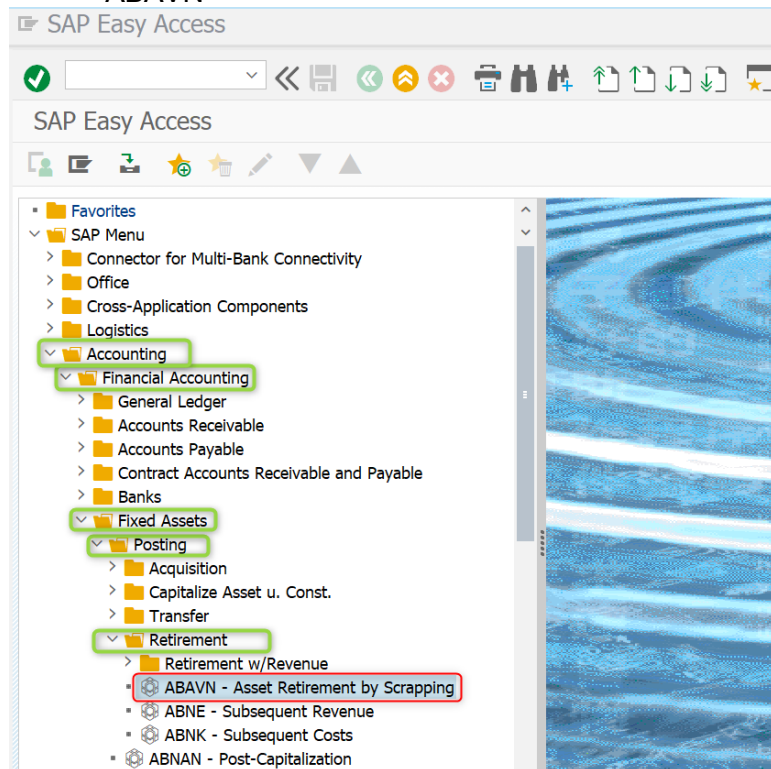 ABAVN
SAP Easy Access
SAP Easy Access
Favorites
SAP Menu
Connector for Multi-Bank Connectivity
Office
Cross-Application Components
Logistics
Accounting
Financial Accounting
General Ledger
Accounts Receivable
Accounts Payable
Contract Accounts Receivable and Payable
Banks
Fixed Assets
Posting
Acquisition
Capitalize Asset u. Const.
Transfer
Retirement
Retirement w/Revenue
ABAVN - Asset Retirement by Scrapping
ABNE - Subsequent Revenue
ABNK - Subsequent Costs
ABNAN - Post-Capitalization